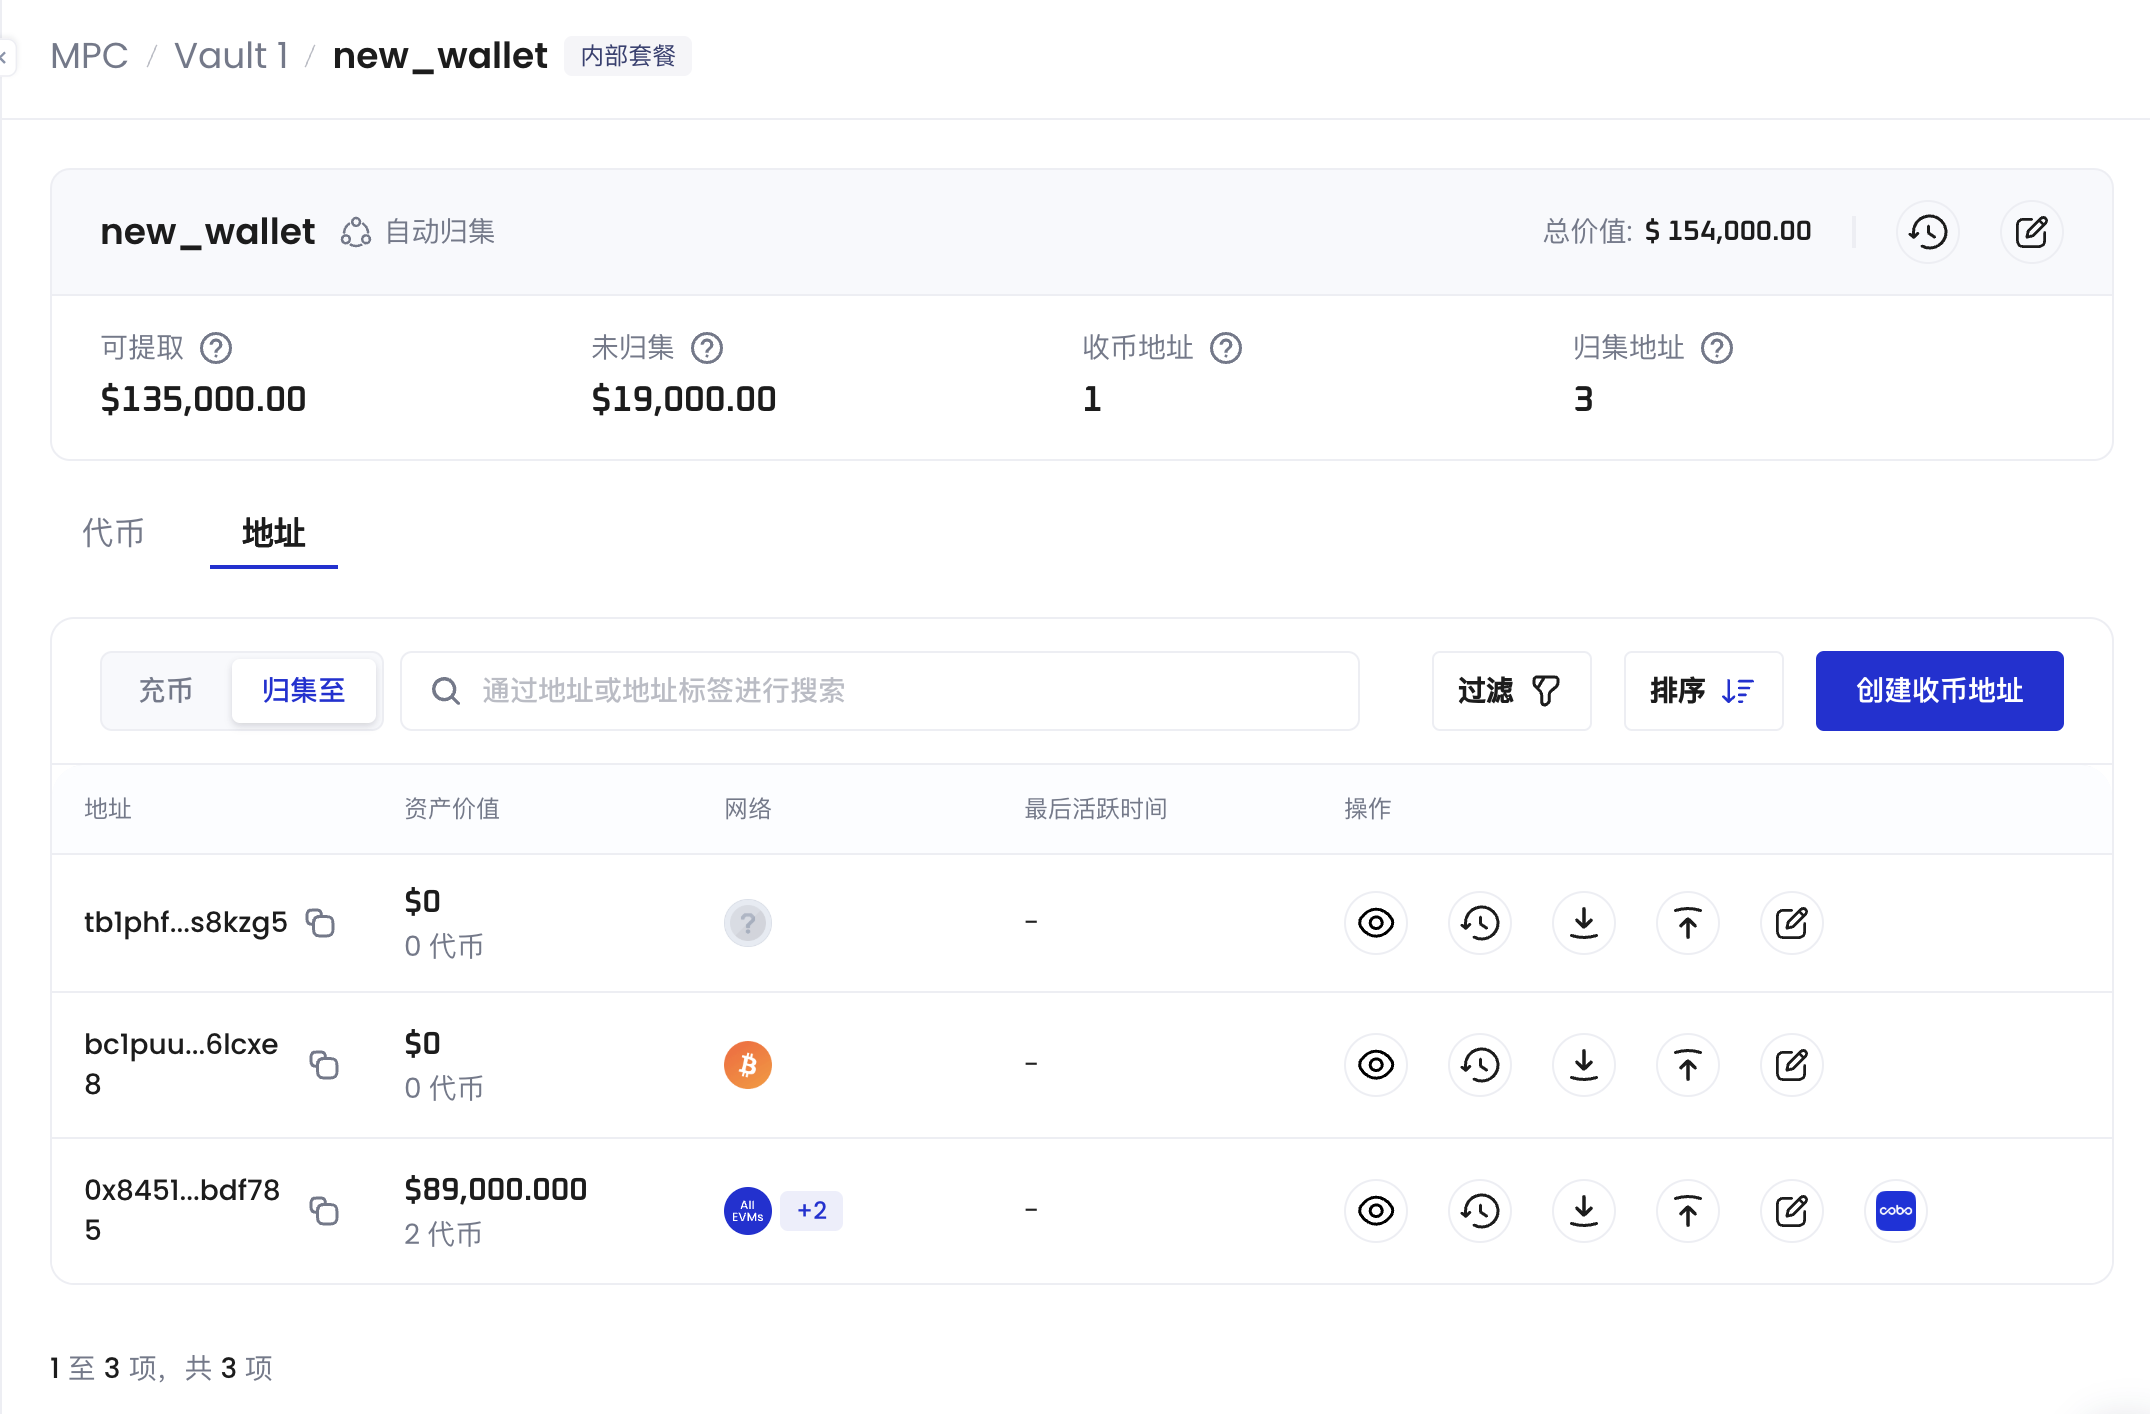 MPC / Vault 1 / new_wallet 内部套餐
new_wallet 自动归集 总价值: $ 154,000.00
可提取 未归集 收币地址 归集地址
$135,000.00 $19,000.00 1 3
代币 地址
充币 归集至 通过地址或地址标签进行搜索 过滤 排序 创建收币地址
地址 资产价值 网络 最后活跃时间 操作
tb1phf...s8kzg5 $0 ? -
0 代币
bc1puu...6lcxe $0 -
8 0 代币
0x8451...bdf78 $89,000.000 All EVMs +2 - cobo
5 2 代币
1 至 3 项, 共 3 项